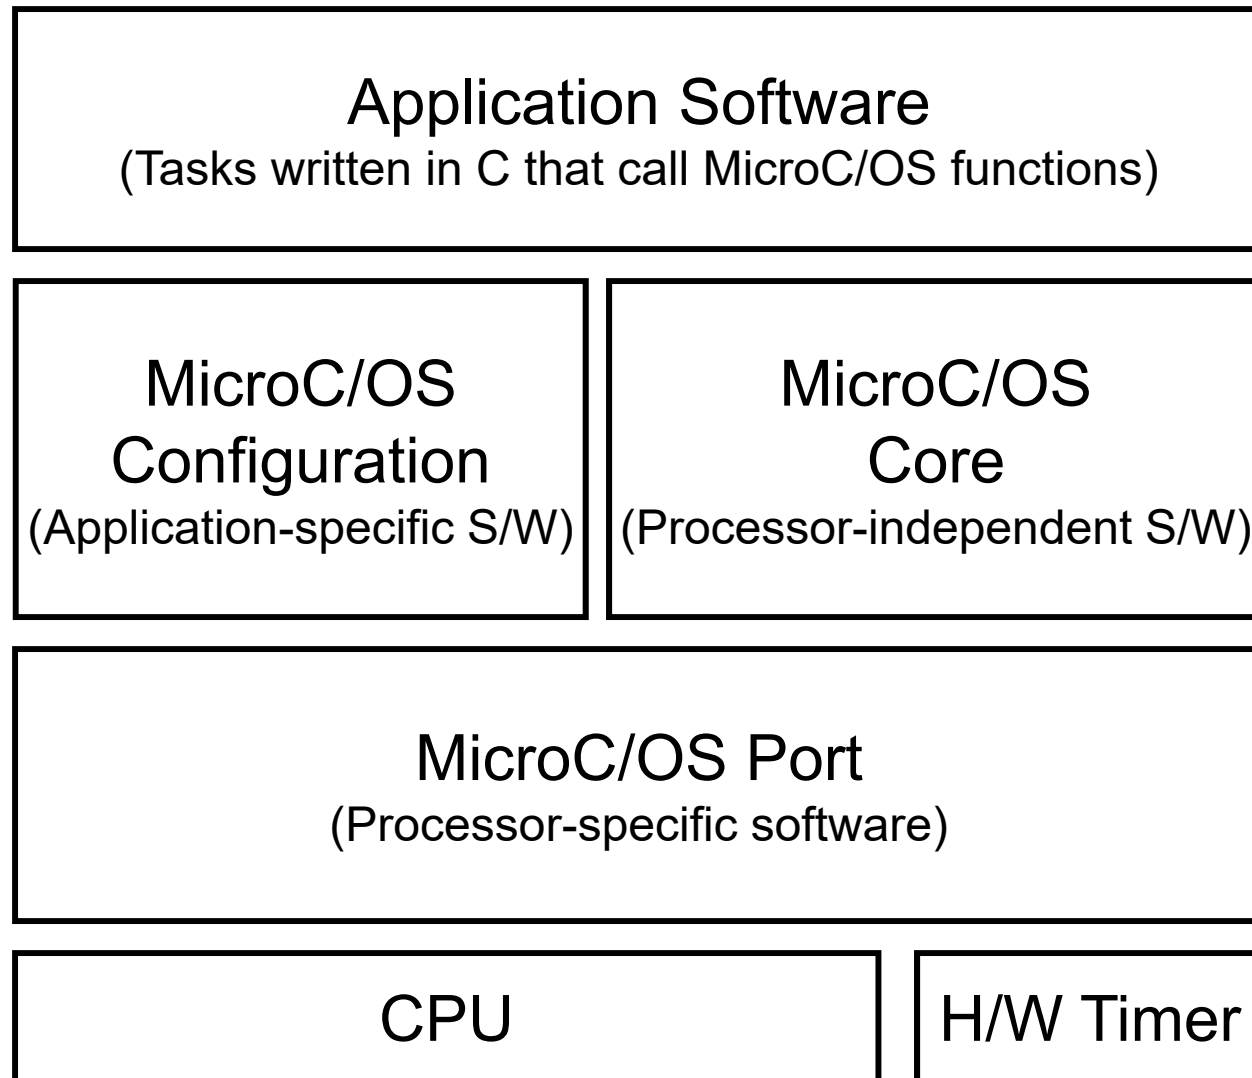 Application Software
(Tasks written in C that call MicroC/OS functions)
MicroC/OS
Configuration
(Application-specific S/W)
MicroC/OS
Core
(Processor-independent S/W)
MicroC/OS Port
(Processor-specific software)
CPU
H/W Timer